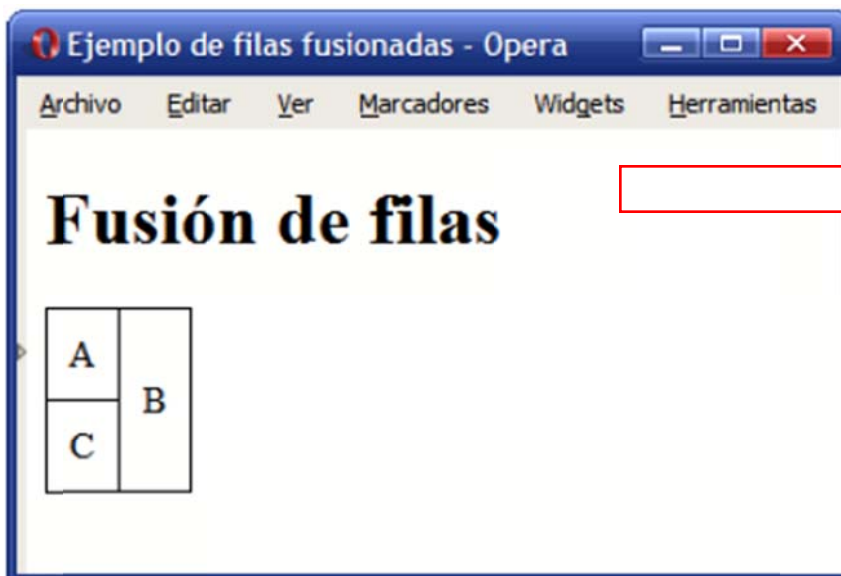 Ejemplo de filas fusionadas - Opera
Archivo Editar Ver Marcadores Widgets Herramientas
Fusión de filas
A
B
C